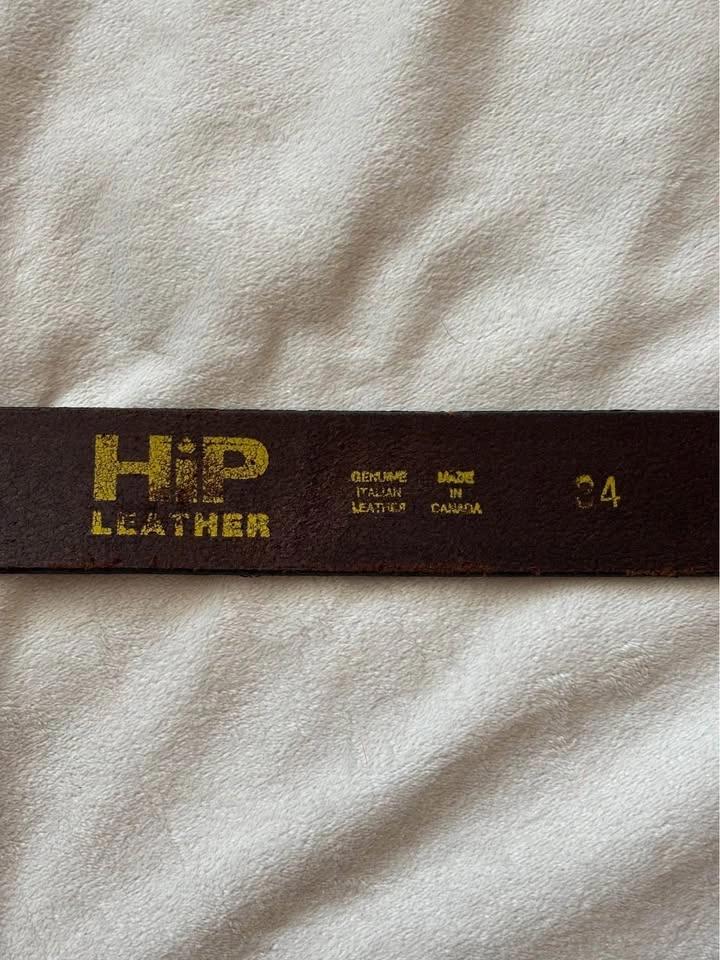 HiP
LEATHER
GENUINE
ITALIAN
LEATHER
MADE
IN
CANADA
34